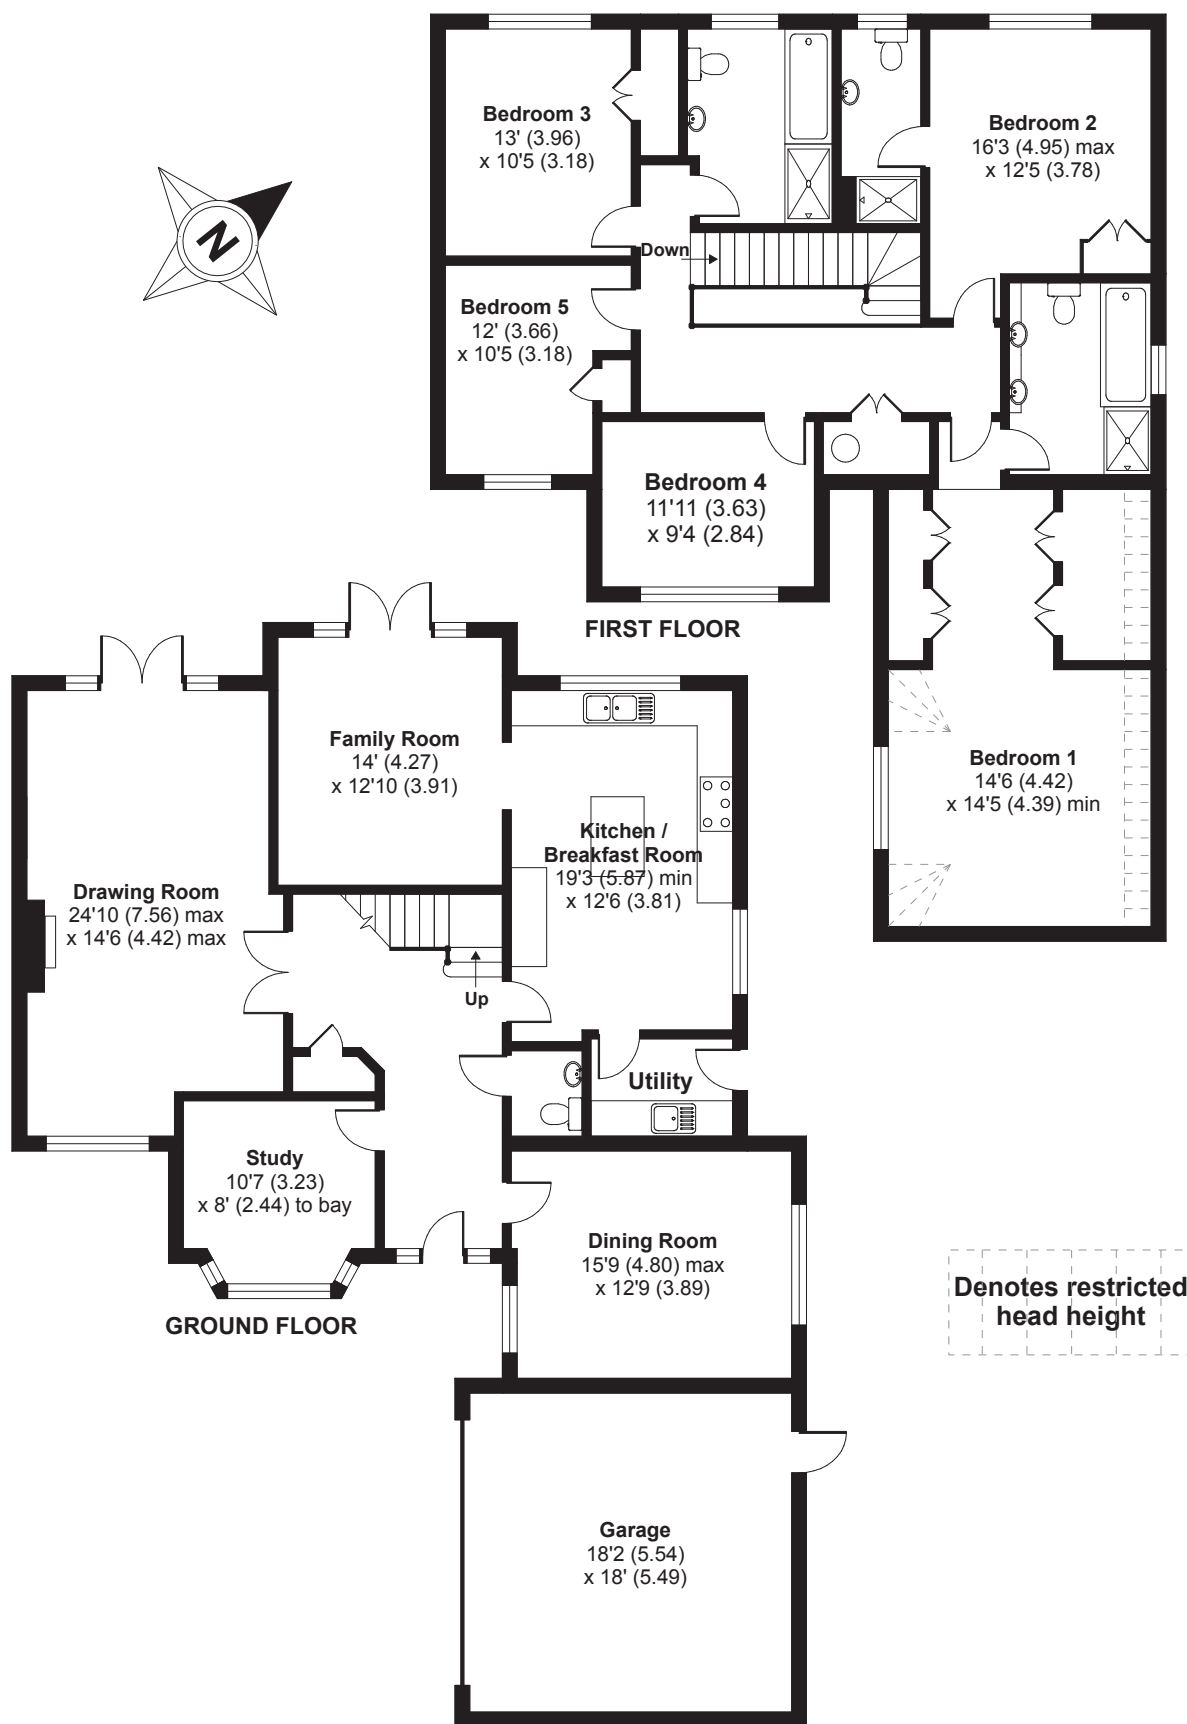 Bedroom 3
13' (3.96)
x 10'5 (3.18)
Bedroom 2
16'3 (4.95) max
x 12'5 (3.78)
N
Down
Bedroom 5
12' (3.66)
x 10'5 (3.18)
Bedroom 4
11'11 (3.63)
x 9'4 (2.84)
FIRST FLOOR
Bedroom 1
14'6 (4.42)
x 14'5 (4.39) min
Family Room
14' (4.27)
x 12'10 (3.91)
Kitchen /
Breakfast Room
19'3 (5.87) min
x 12'6 (3.81)
Drawing Room
24'10 (7.56) max
x 14'6 (4.42) max
Up
Utility
Study
10'7 (3.23)
x 8' (2.44) to bay
Dining Room
15'9 (4.80) max
x 12'9 (3.89)
GROUND FLOOR
Denotes restricted
head height
Garage
18'2 (5.54)
x 18' (5.49)